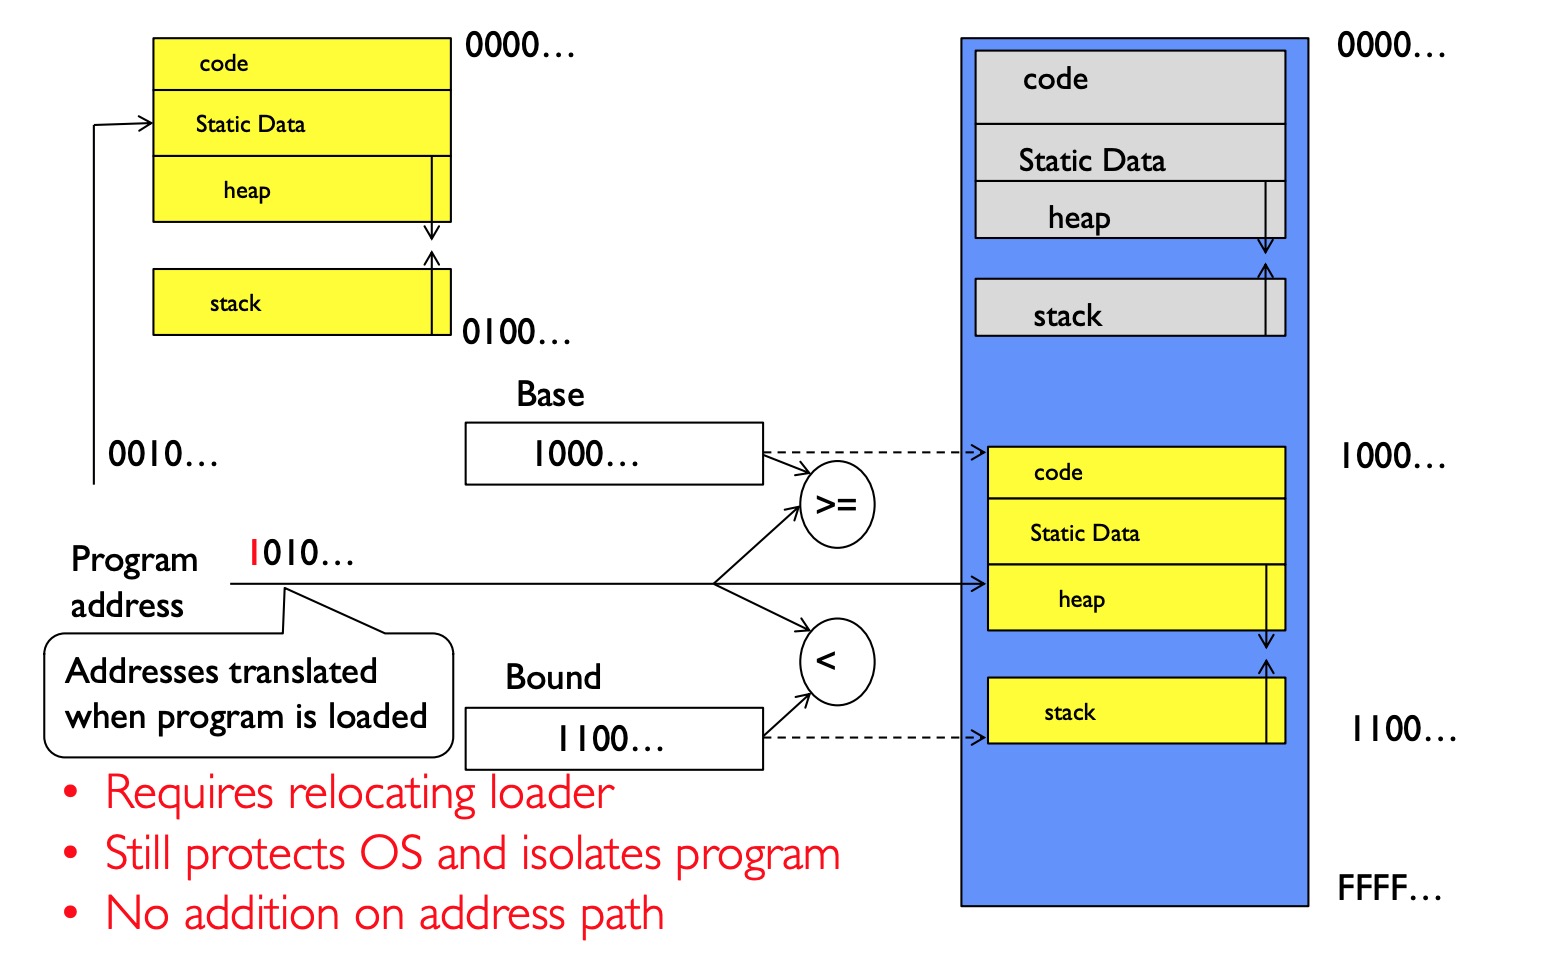 code
Static Data
heap
stack
0000…
0100…
0010…
Program
address
1010…
Addresses translated
when program is loaded
Base
1000…
>=
<
Bound
1100…
code
Static Data
heap
stack
code
Static Data
heap
stack
0000…
1000…
1100…
FFFF…
• Requires relocating loader
• Still protects OS and isolates program
• No addition on address path